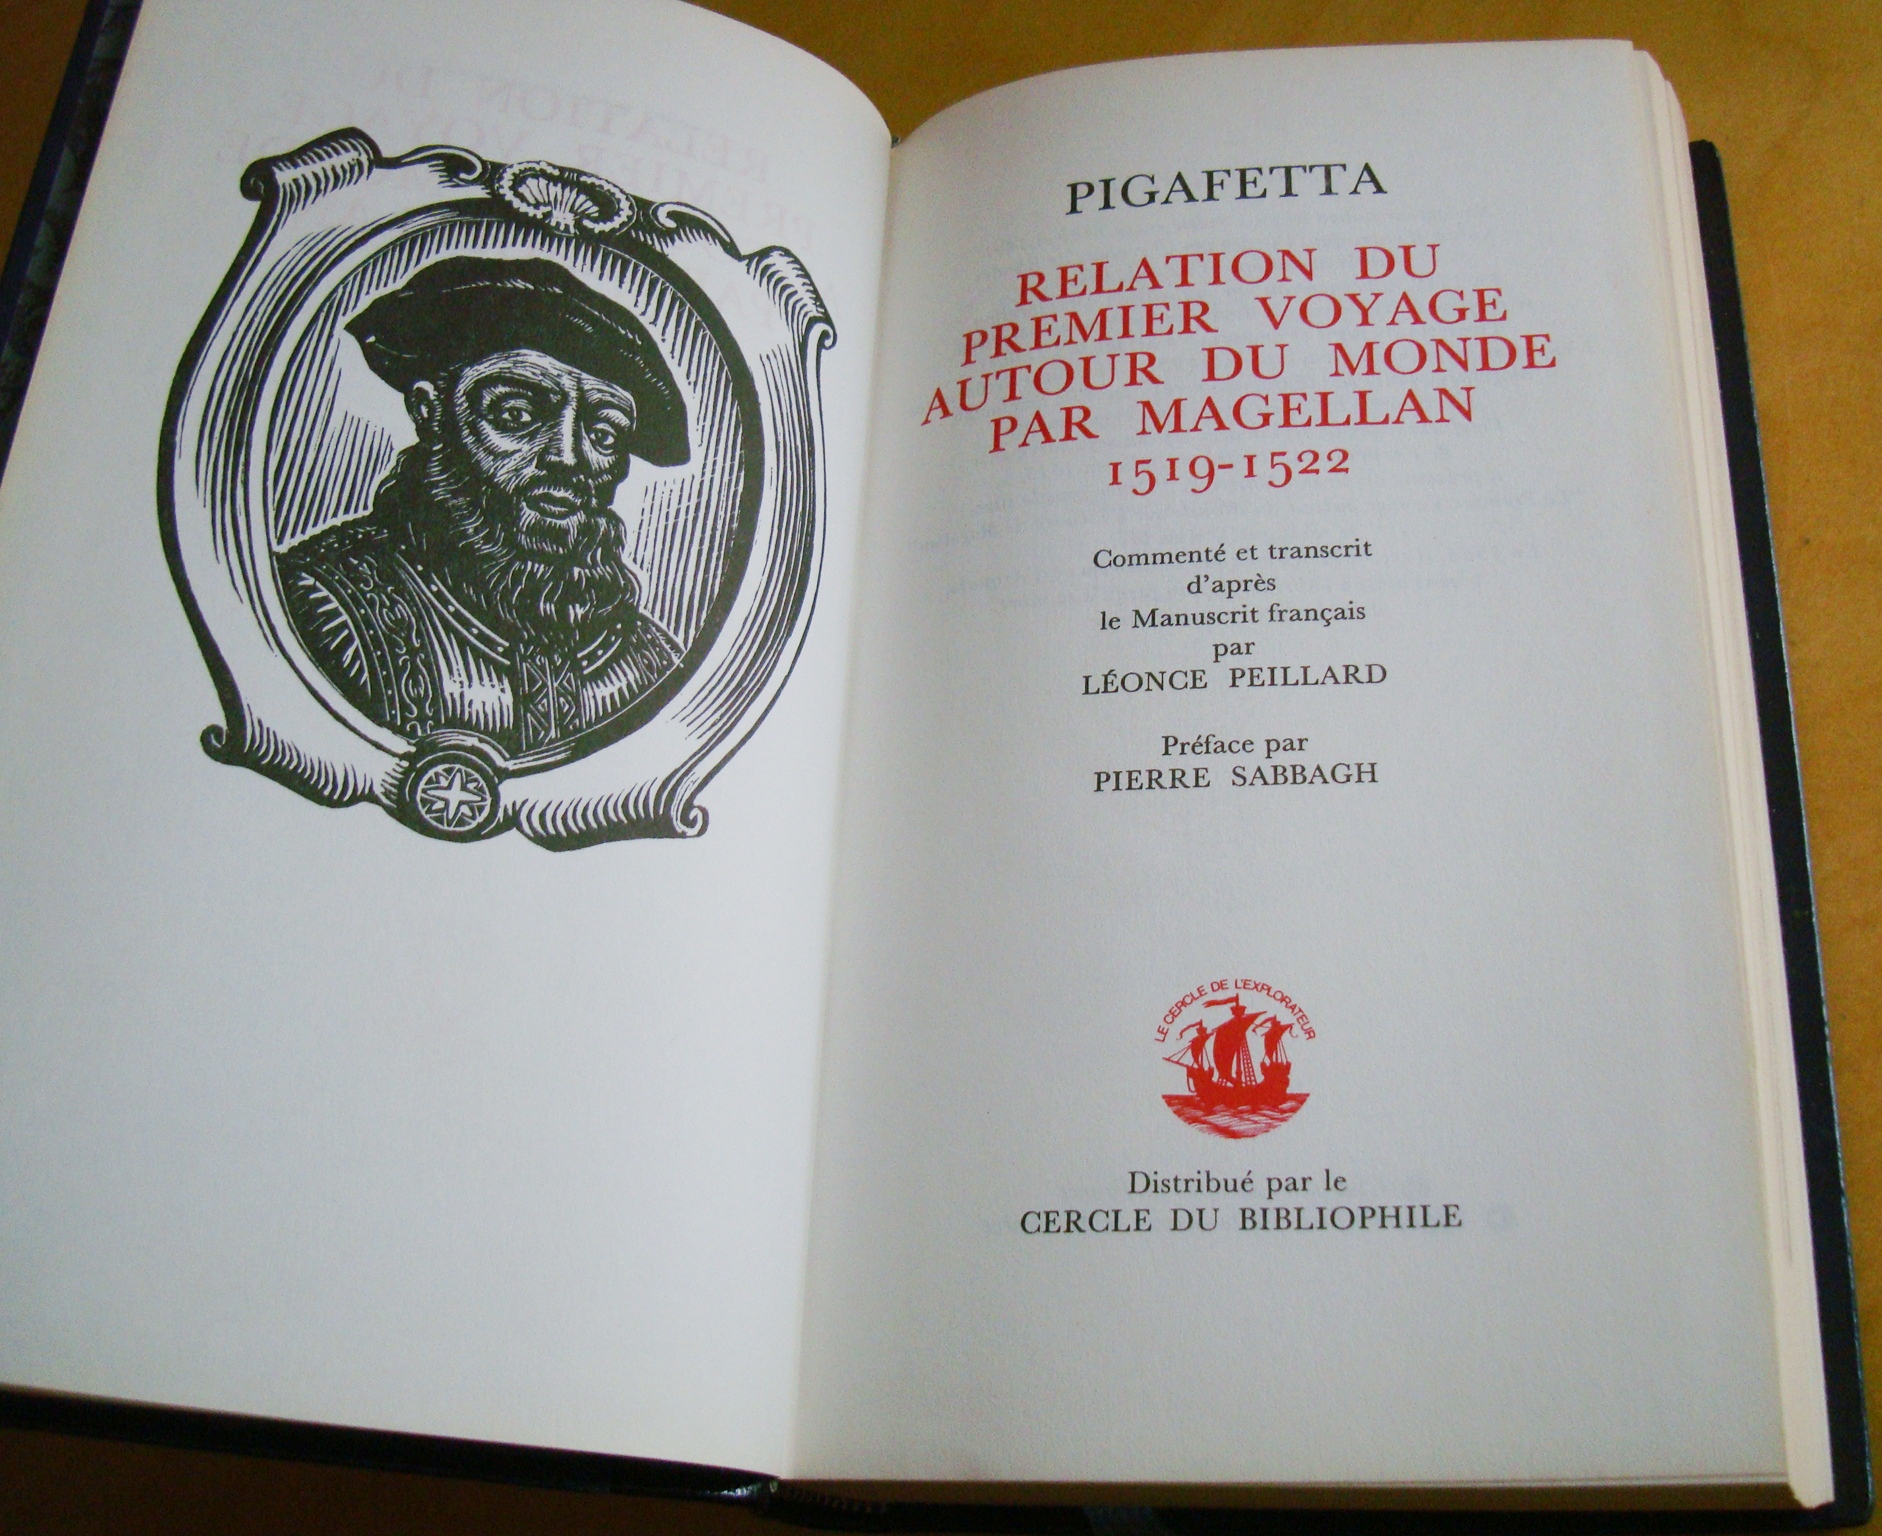 PIGAFETTA
RELATION DU
PREMIER VOYAGE
AUTOUR DU MONDE
PAR MAGELLAN
1519-1522
Commenté et transcrit
d'après
le Manuscrit français
par
LÉONCE PEILLARD
Préface par
PIERRE SABBAGH
LE CERCLE DE L'EXPLORATEUR
Distribué par le
CERCLE DU BIBLIOPHILE